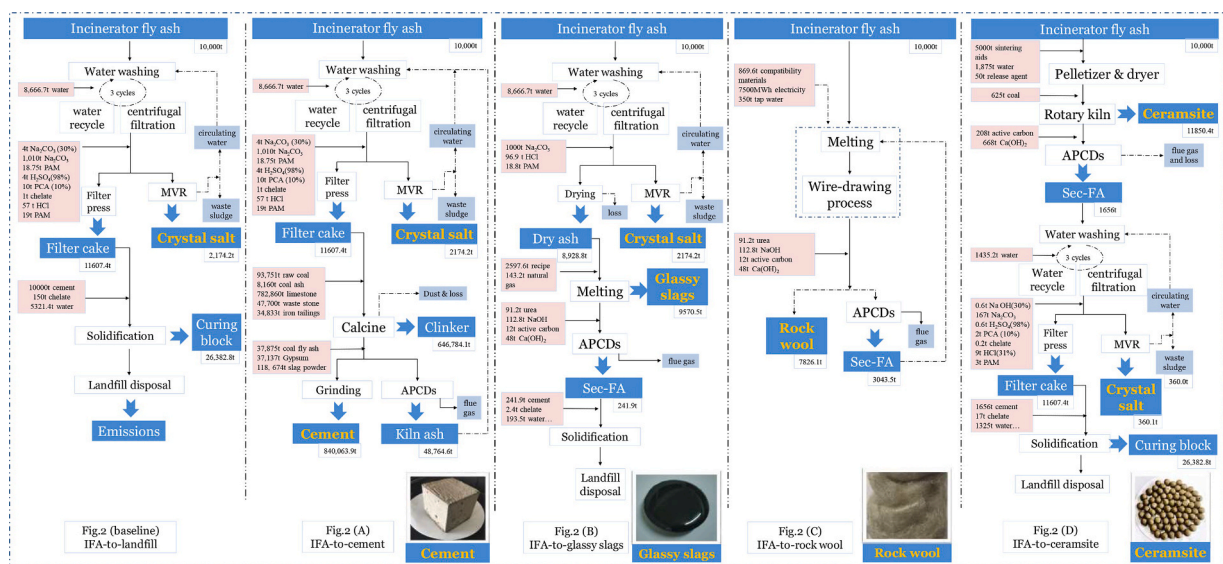 Incinerator fly ash
10,000t
Water washing
8,666.7t water
3 cycles
water
recycle
centrifugal
filtration
circulating
water
4t Na₂CO₃ (30%)
1,010t Na₂CO₃
18.75t PAM
4t H₂SO₄(98%)
10t PCA (10%)
1t chelate
57 t HCl
19t PAM
Filter
press
MVR
waste
sludge
Filter cake
11607.4t
Crystal salt
2,174.2t
10000t cement
150t chelate
5321.4t water
Solidification
Curing
block
26,382.8t
Landfill disposal
Emissions
Fig.2 (baseline)
IFA-to-landfill
Incinerator fly ash
10,000t
Water washing
8,666.7t water
3 cycles
water
recycle
centrifugal
filtration
circulating
water
4t Na₂CO₃ (30%)
1,010t Na₂CO₃
18.75t PAM
4t H₂SO₄(98%)
10t PCA (10%)
1t chelate
57 t HCl
19t PAM
Filter
press
MVR
waste
sludge
Filter cake
11607.4t
Crystal salt
2174.2t
93,751t raw coal
8,160t coal ash
782,860t limestone
47,700t waste stone
34,833t iron tailings
Dust & loss
Calcine
Clinker
646,784.1t
37,875t coal fly ash
37,137t Gypsum
118, 674t slag powder
Grinding
APCDs
flue
gas
Cement
840,063.9t
Kiln ash
48,764.6t
Fig.2 (A)
IFA-to-cement
Cement
Incinerator fly ash
10,000t
Water washing
8,666.7t water
3 cycles
water
recycle
centrifugal
filtration
circulating
water
1000t Na₂CO₃
96.9 t HCl
18.8t PAM
Drying
MVR
loss
waste
sludge
Dry ash
8,928.8t
Crystal salt
2174.2t
2597.6t recipe
143.2t natural
gas
Melting
Glassy
slags
9570.5t
91.2t urea
112.8t NaOH
12t active carbon
48t Ca(OH)₂
APCDs
flue gas
Sec-FA
241.9t
241.9t cement
2.4t chelate
193.5t water...
Solidification
Landfill
disposal
Fig.2 (B)
IFA-to-glassy slags
Glassy slags
Incinerator fly ash
10,000t
869.6t compatibility
materials
7500MWh electricity
350t tap water
Melting
Wire-drawing
process
91.2t urea
112.8t NaOH
12t active carbon
48t Ca(OH)₂
Rock
wool
7826.1t
APCDs
flue
gas
Sec-FA
3043.5t
Fig.2 (C)
IFA-to-rock wool
Rock wool
Incinerator fly ash
10,000t
5000t sintering
aids
1,875t water
50t release agent
Pelletizer & dryer
625t coal
Rotary kiln
Ceramsite
11850.4t
208t active carbon
668t Ca(OH)₂
APCDs
flue gas
and loss
Sec-FA
1656t
Water washing
1435.2t water
3 cycles
Water
recycle
centrifugal
filtration
circulating
water
0.6t Na OH(30%)
167t Na₂CO₃
0.6t H₂SO₄(98%)
2t PCA (10%)
0.2t chelate
9t HCl(31%)
3t PAM
Filter
press
MVR
waste
sludge
360.0t
Filter cake
11607.4t
Crystal
salt
360.1t
1656t cement
17t chelate
1325t water...
Solidification
Curing block
26,382.8t
Landfill disposal
Fig.2 (D)
IFA-to-ceramsite
Ceramsite